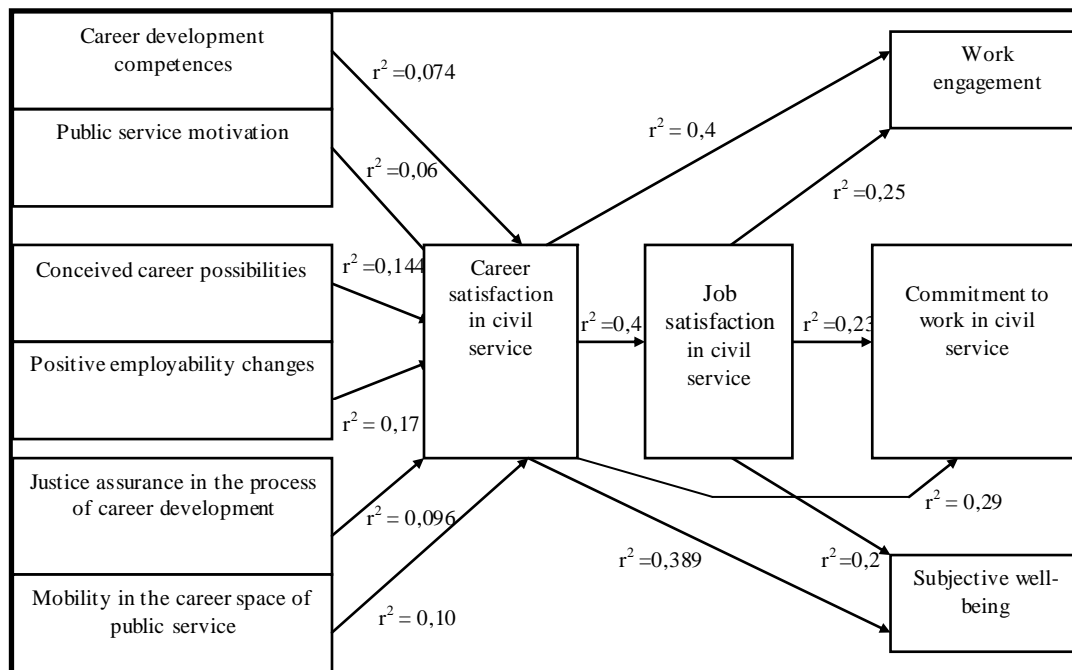 Career development
competences
Public service motivation
Conceived career possibilities
Positive employability changes
Justice assurance in the process
of career development
Mobility in the career space of
public service
r² =0,074
r² =0,06
r² =0,144
r² = 0,17
r² = 0,096
r² = 0,10
Career
satisfaction
in civil
service
r² =0,4
Job
satisfaction
in civil
service
r² = 0,4
r² =0,25
r² =0,23
r² = 0,29
r² =0,389
r² =0,2
Work
engagement
Commitment to
work in civil
service
Subjective well-
being